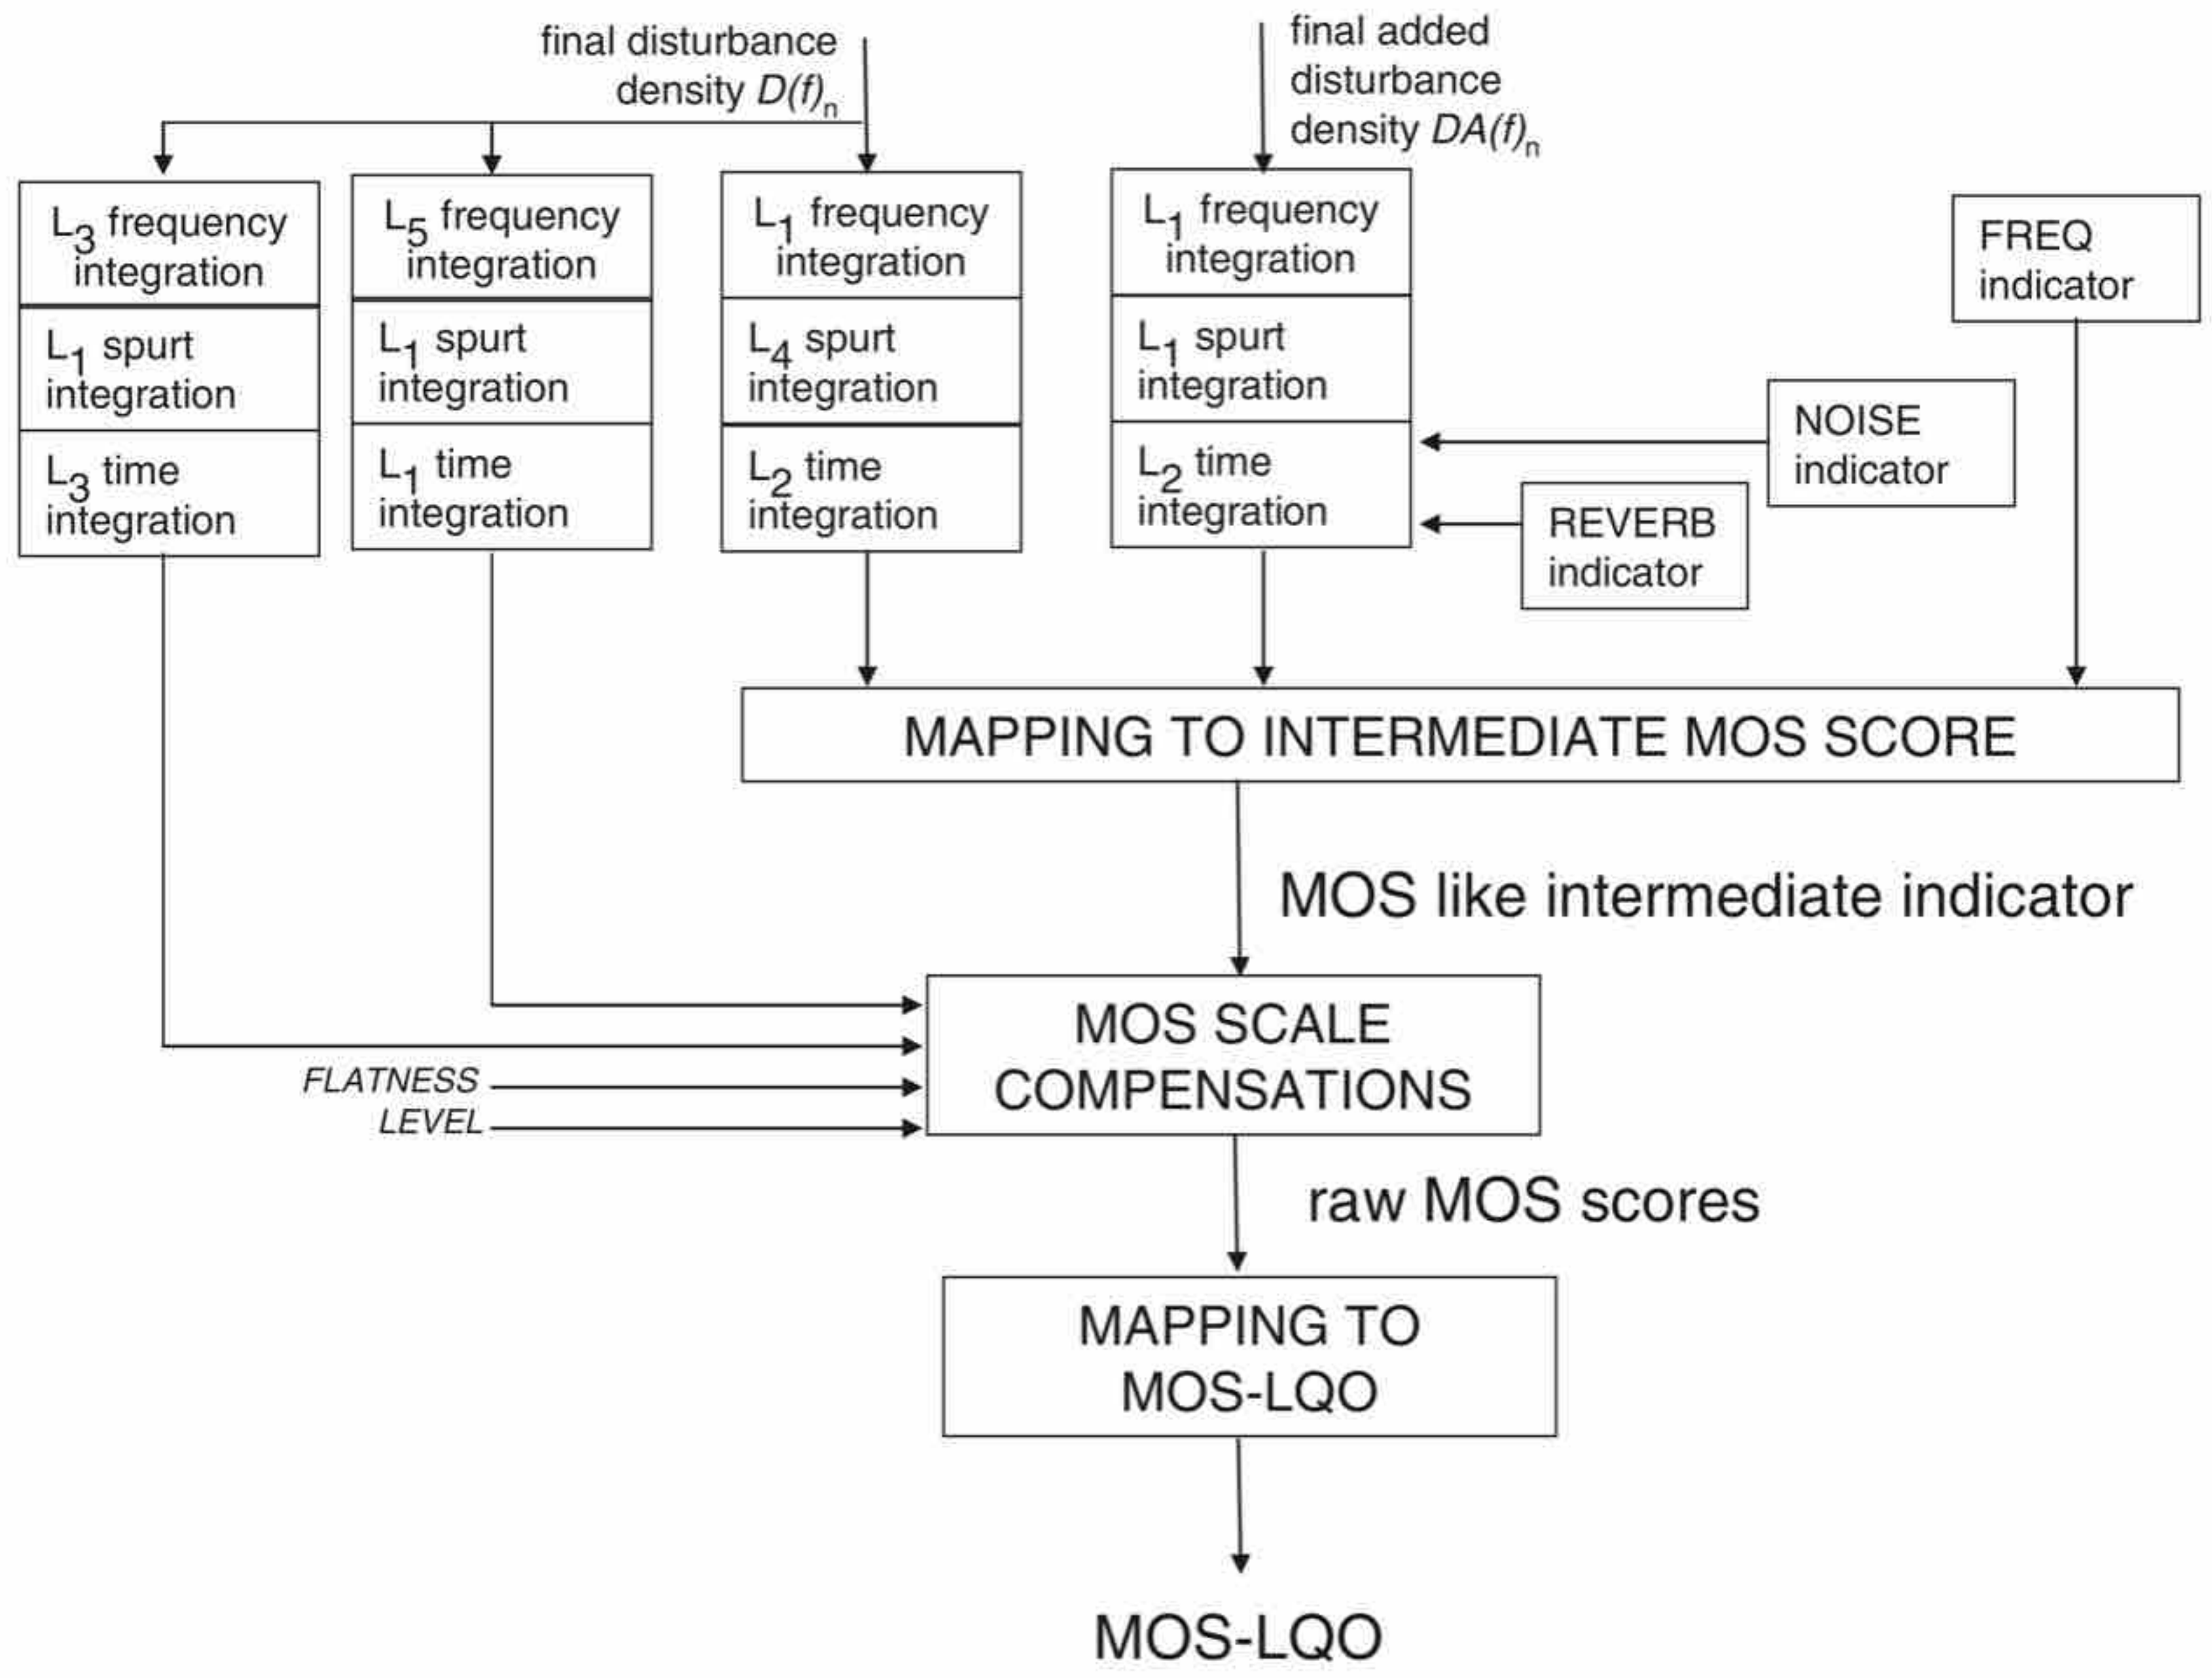 final disturbance
density D(f)n
final added
disturbance
density DA(f)n
L3 frequency
integration
L1 spurt
integration
L3 time
integration
L5 frequency
integration
L1 spurt
integration
L1 time
integration
L1 frequency
integration
L4 spurt
integration
L2 time
integration
L1 frequency
integration
L1 spurt
integration
L2 time
integration
FREQ
indicator
NOISE
indicator
REVERB
indicator
MAPPING TO INTERMEDIATE MOS SCORE
MOS like intermediate indicator
MOS SCALE
COMPENSATIONS
FLATNESS
LEVEL
raw MOS scores
MAPPING TO
MOS-LQO
MOS-LQO